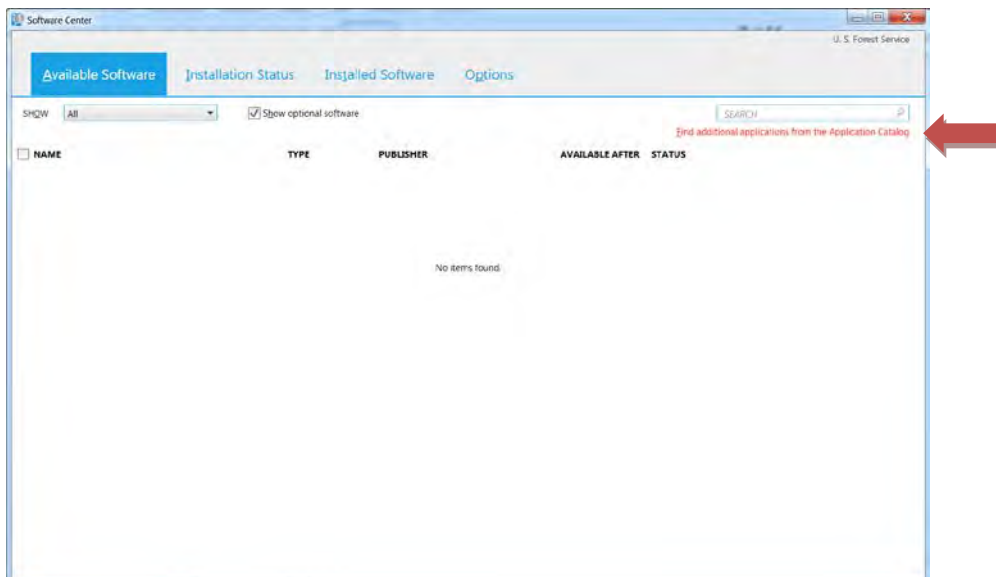 Software Center
U. S. Forest Service
Available Software Installation Status Installed Software Options
SHOW All Show optional software SEARCH
Find additional applications from the Application Catalog
NAME TYPE PUBLISHER AVAILABLE AFTER STATUS
No items found.